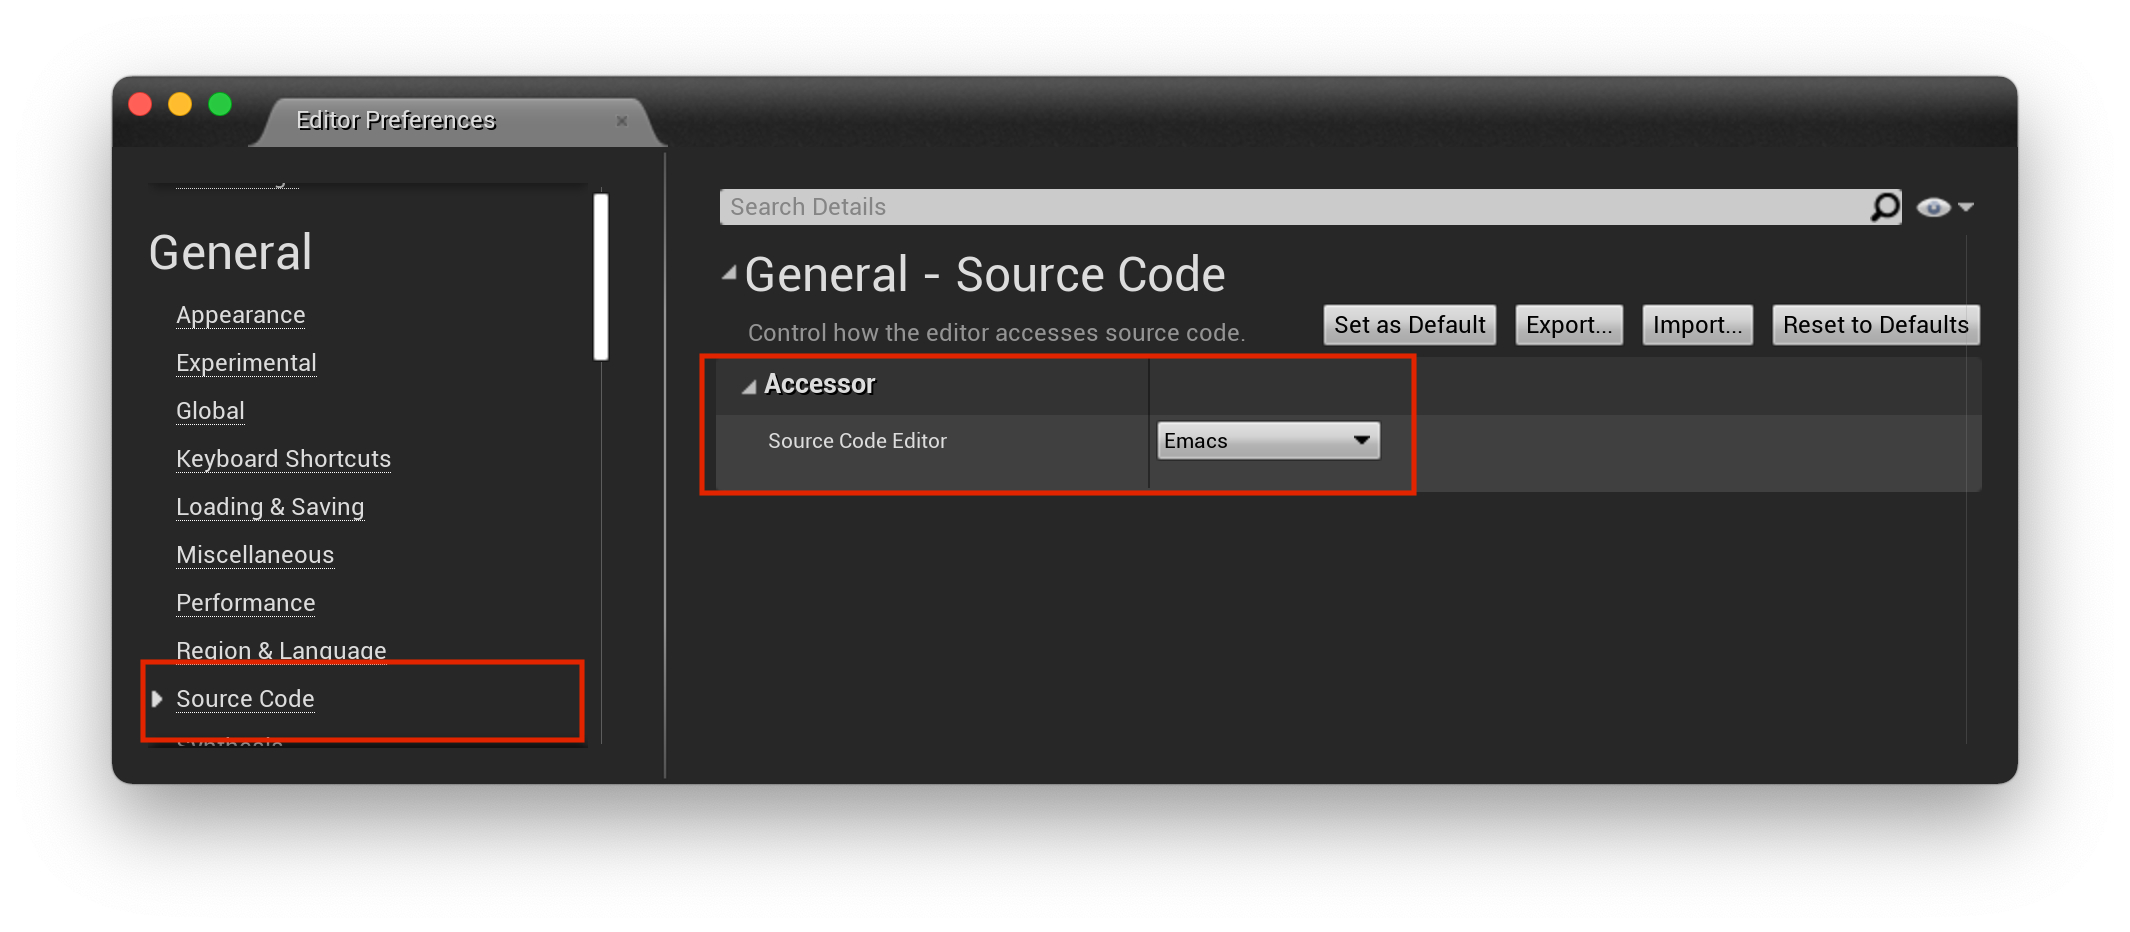 Editor Preferences
General
Appearance
Experimental
Global
Keyboard Shortcuts
Loading & Saving
Miscellaneous
Performance
Region & Language
Source Code
Search Details
General - Source Code
Control how the editor accesses source code.
Set as Default
Export...
Import...
Reset to Defaults
Accessor
Source Code Editor
Emacs